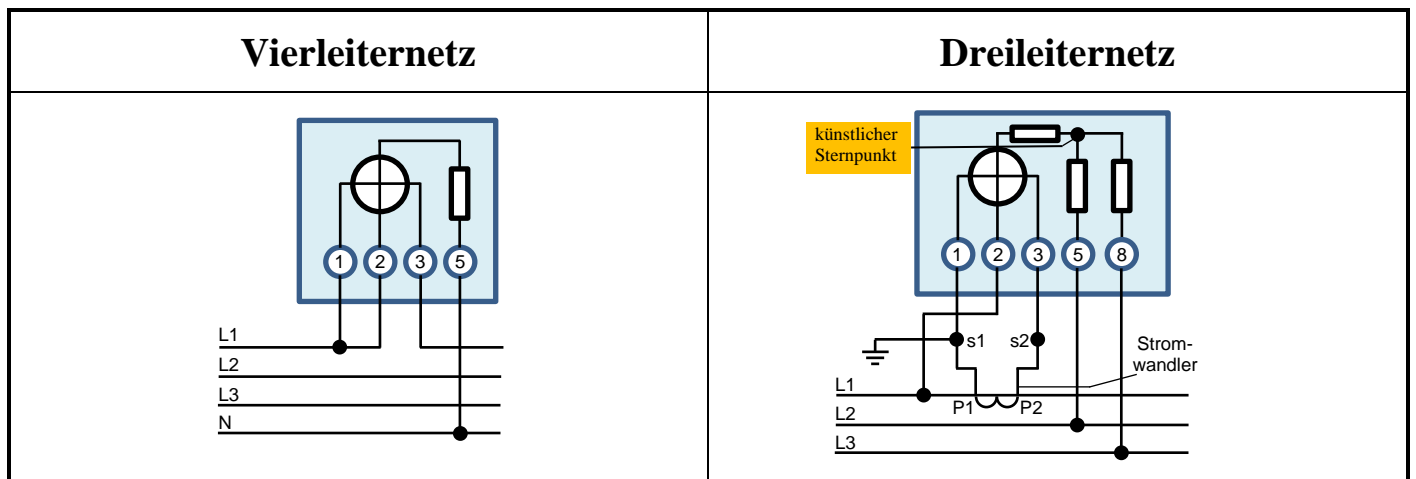 Vierleiternetz
Dreileiternetz
1 2 3 5
L1
L2
L3
N
künstlicher
Sternpunkt
1 2 3 5 8
s1 s2
Strom-
wandler
L1
P1 P2
L2
L3